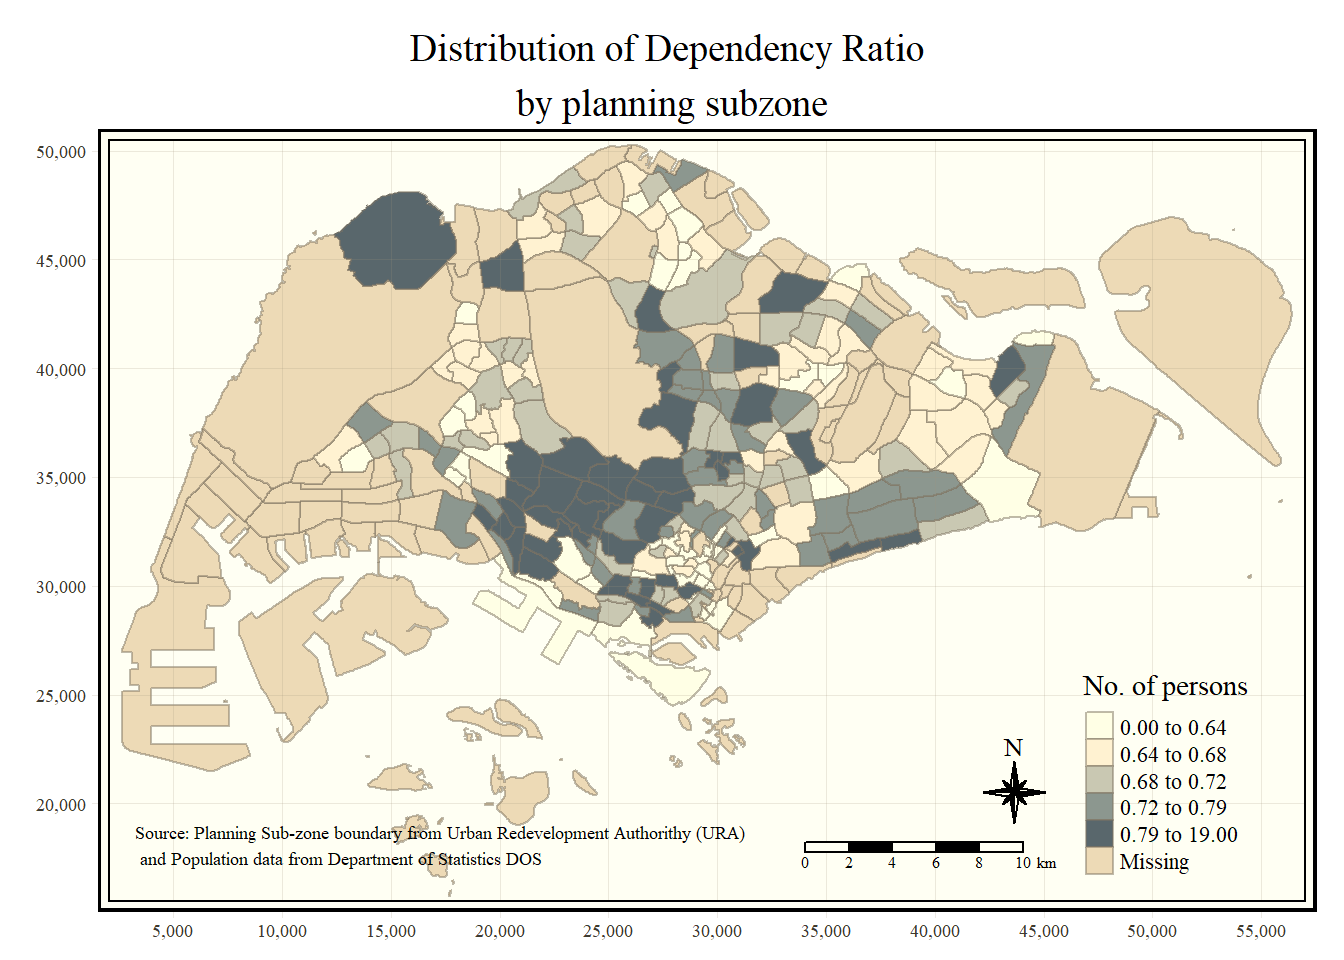 Distribution of Dependency Ratio
by planning subzone
50,000
45,000
40,000
35,000
30,000
25,000
20,000
No. of persons
0.00 to 0.64
0.64 to 0.68
0.68 to 0.72
0.72 to 0.79
0.79 to 19.00
Missing
N
Source: Planning Sub-zone boundary from Urban Redevelopment Authorithy (URA)
and Population data from Department of Statistics DOS
0 2 4 6 8 10 km
5,000 10,000 15,000 20,000 25,000 30,000 35,000 40,000 45,000 50,000 55,000